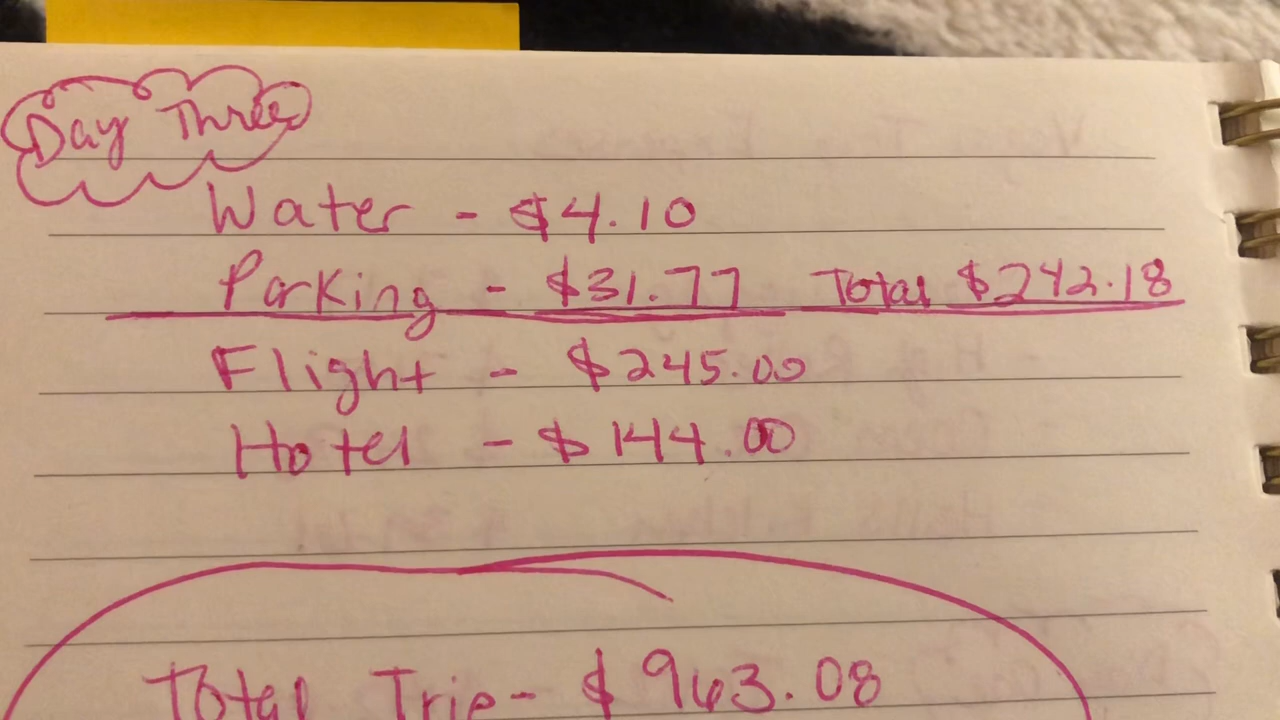 Day Three
Water - $4.10
Parking - $31.77 Total $242.18
Flight - $245.00
Hotel - $144.00
Total Trip - $963.08